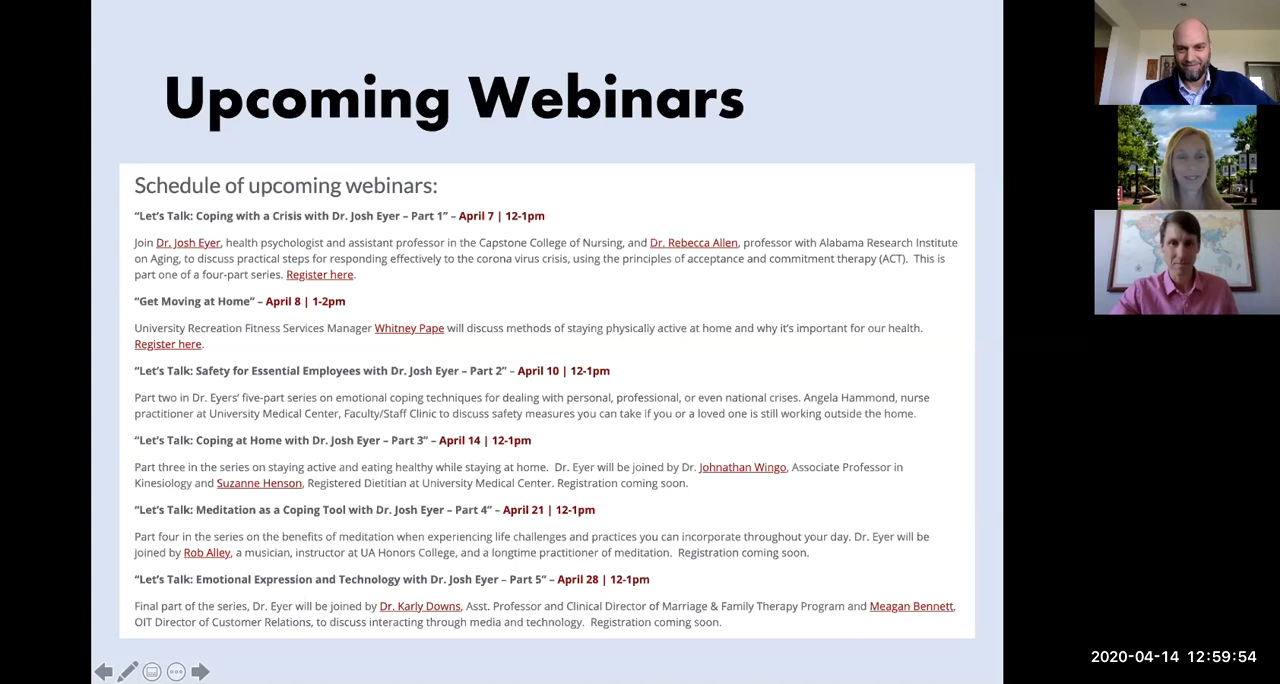 Upcoming Webinars
Schedule of upcoming webinars:
“Let’s Talk: Coping with a Crisis with Dr. Josh Eyer – Part 1” – April 7 | 12-1pm
Join Dr. Josh Eyer, health psychologist and assistant professor in the Capstone College of Nursing, and Dr. Rebecca Allen, professor with Alabama Research Institute
on Aging, to discuss practical steps for responding effectively to the corona virus crisis, using the principles of acceptance and commitment therapy (ACT).  This is
part one of a four-part series. Register here.
“Get Moving at Home” – April 8 | 1-2pm
University Recreation Fitness Services Manager Whitney Pape will discuss methods of staying physically active at home and why it’s important for our health.
Register here.
“Let’s Talk: Safety for Essential Employees with Dr. Josh Eyer – Part 2” – April 10 | 12-1pm
Part two in Dr. Eyers’ five-part series on emotional coping techniques for dealing with personal, professional, or even national crises. Angela Hammond, nurse
practitioner at University Medical Center, Faculty/Staff Clinic to discuss safety measures you can take if you or a loved one is still working outside the home.
“Let’s Talk: Coping at Home with Dr. Josh Eyer – Part 3” – April 14 | 12-1pm
Part three in the series on staying active and eating healthy while staying at home.  Dr. Eyer will be joined by Dr. Johnathan Wingo, Associate Professor in
Kinesiology and Suzanne Henson, Registered Dietitian at University Medical Center. Registration coming soon.
“Let’s Talk: Meditation as a Coping Tool with Dr. Josh Eyer – Part 4” – April 21 | 12-1pm
Part four in the series on the benefits of meditation when experiencing life challenges and practices you can incorporate throughout your day. Dr. Eyer will be
joined by Rob Alley, a musician, instructor at UA Honors College, and a longtime practitioner of meditation.  Registration coming soon.
“Let’s Talk: Emotional Expression and Technology with Dr. Josh Eyer – Part 5” – April 28 | 12-1pm
Final part of the series, Dr. Eyer will be joined by Dr. Karly Downs, Asst. Professor and Clinical Director of Marriage & Family Therapy Program and Meagan Bennett,
OIT Director of Customer Relations, to discuss interacting through media and technology.  Registration coming soon.
2020-04-14 12:59:54